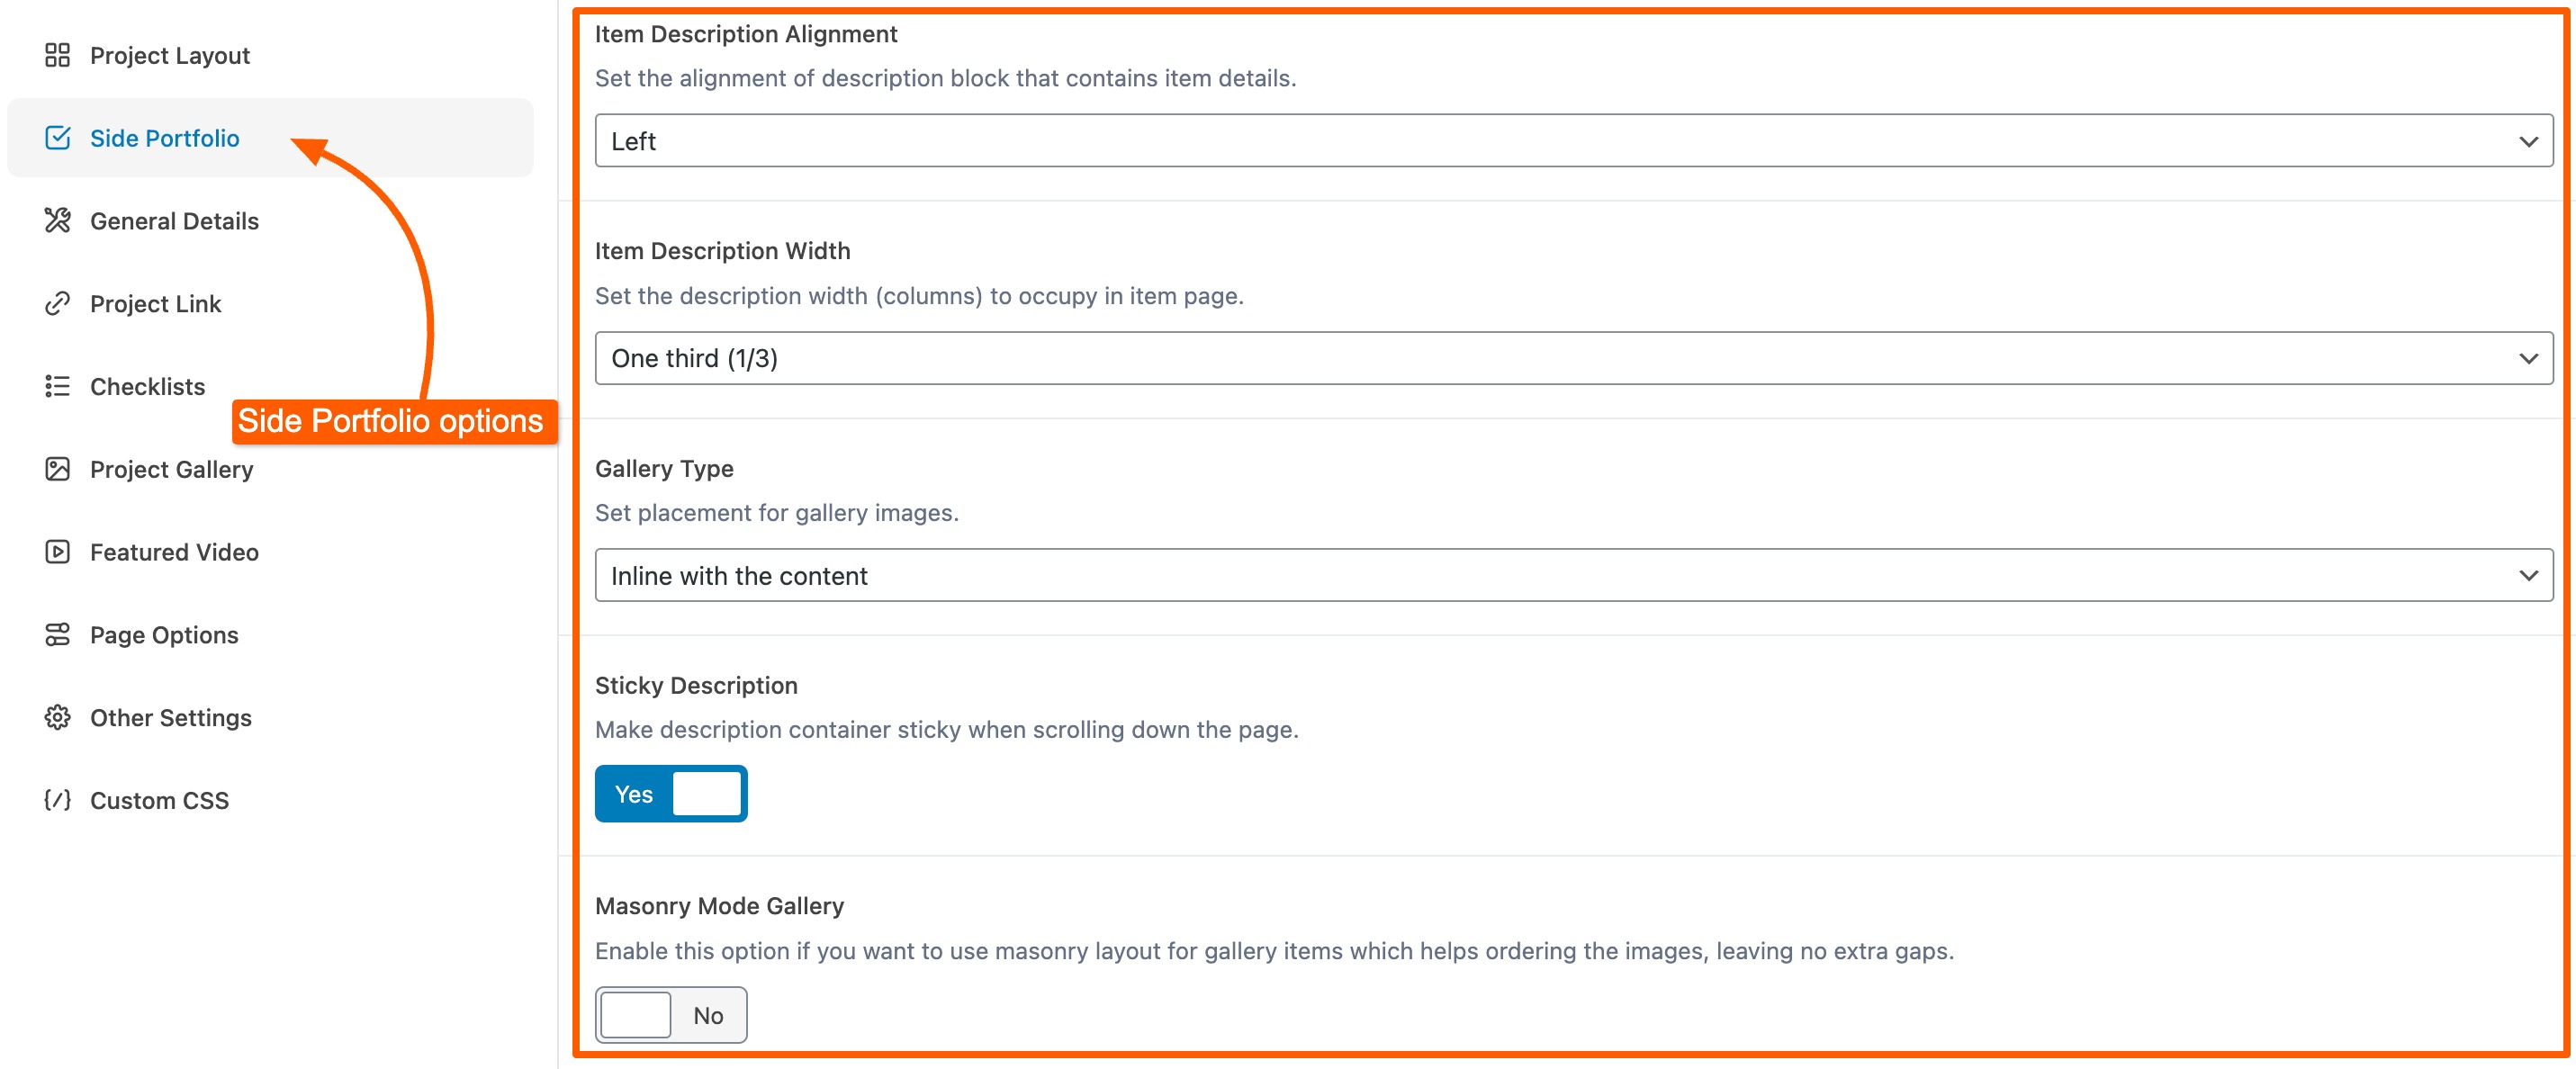 Project Layout
Side Portfolio
General Details
Project Link
Checklists
Side Portfolio options
Project Gallery
Featured Video
Page Options
Other Settings
Custom CSS
Item Description Alignment
Set the alignment of description block that contains item details.
Left
Item Description Width
Set the description width (columns) to occupy in item page.
One third (1/3)
Gallery Type
Set placement for gallery images.
Inline with the content
Sticky Description
Make description container sticky when scrolling down the page.
Yes
Masonry Mode Gallery
Enable this option if you want to use masonry layout for gallery items which helps ordering the images, leaving no extra gaps.
No